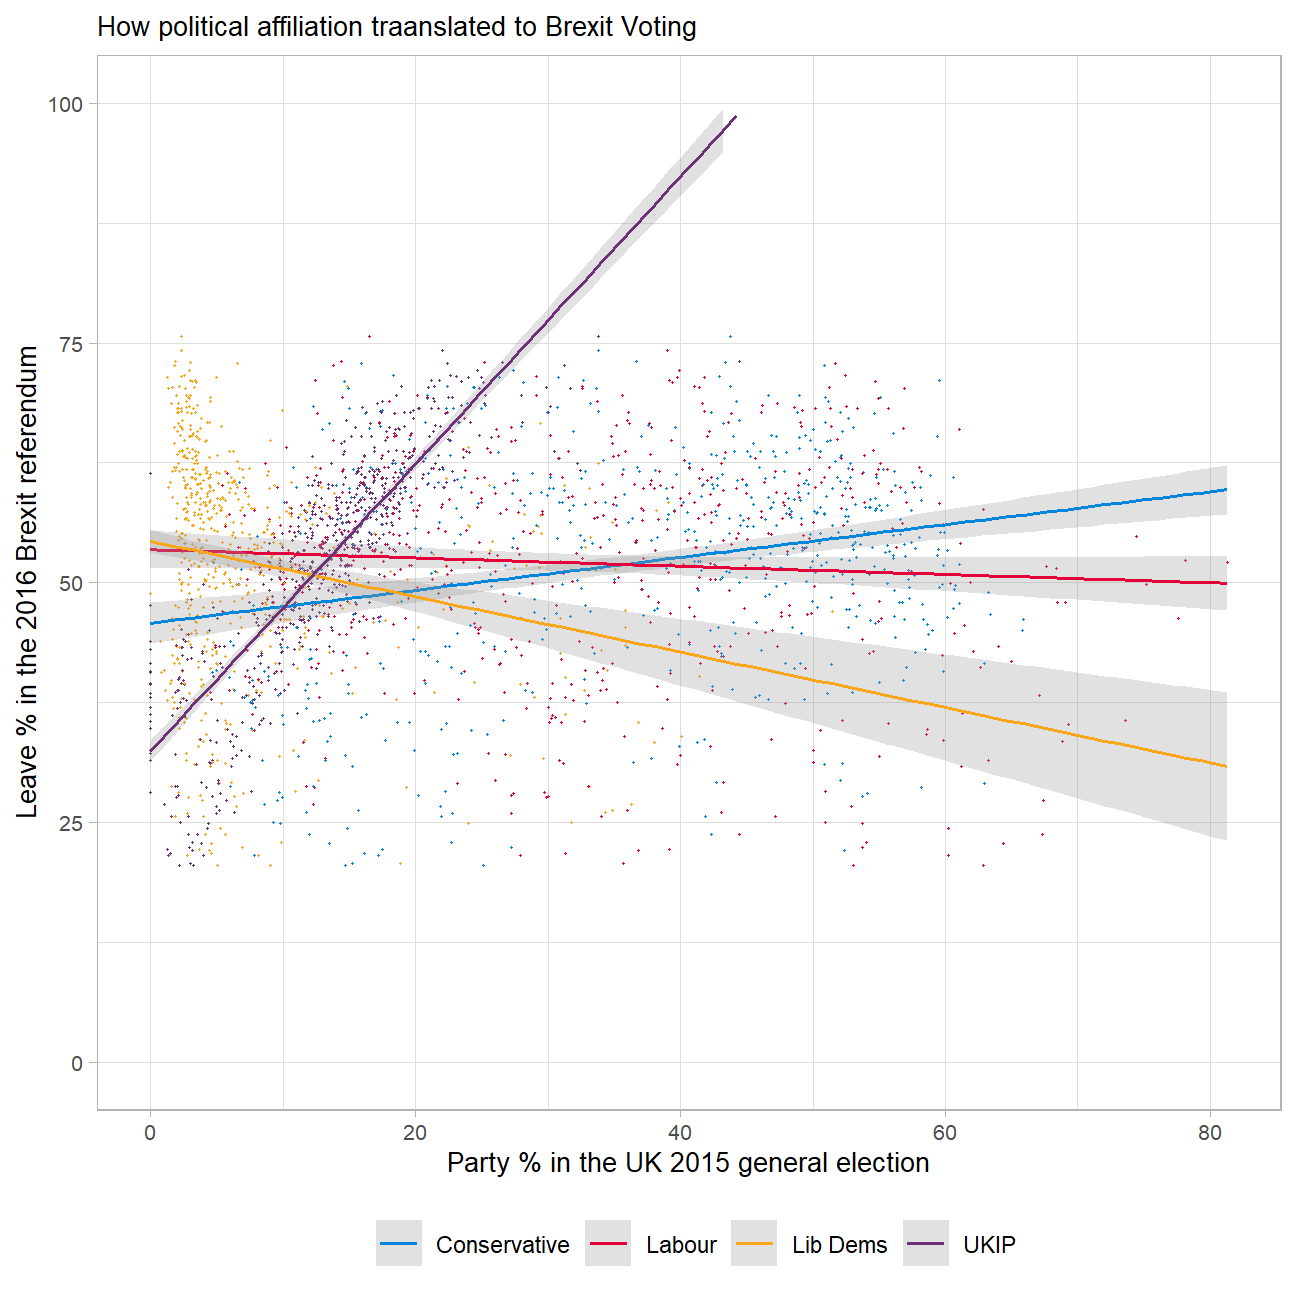 How political affiliation traanslated to Brexit Voting
Leave % in the 2016 Brexit referendum
100
75
50
25
0
0 20 40 60 80
Party % in the UK 2015 general election
Conservative Labour Lib Dems UKIP